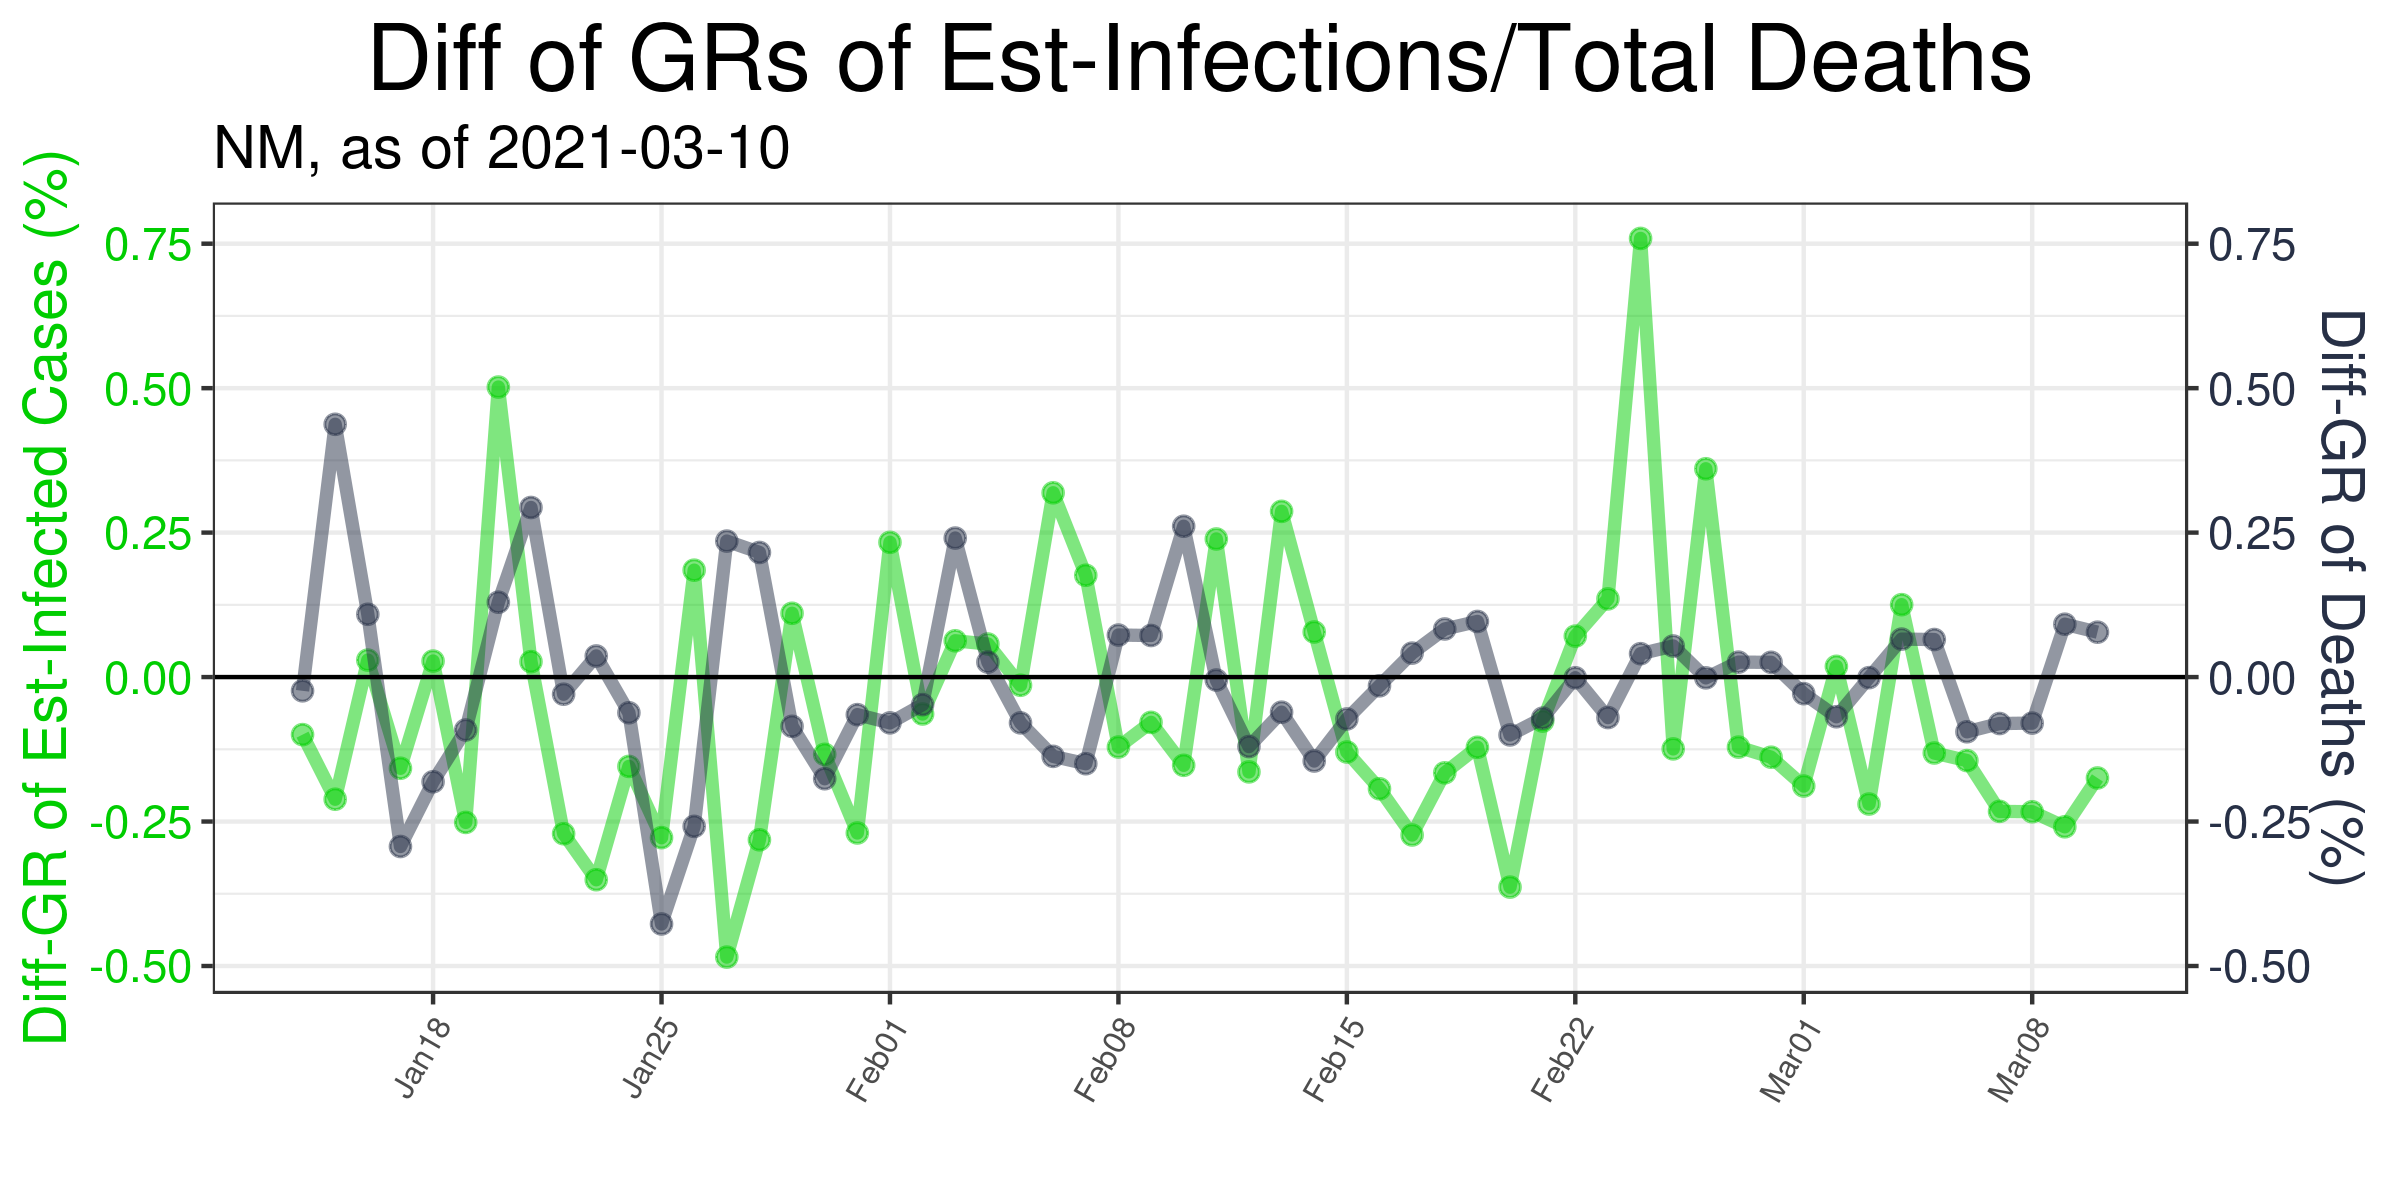 Diff of GRs of Est-Infections/Total Deaths
NM, as of 2021-03-10
Diff-GR of Est-Infected Cases (%)
0.75
0.50
0.25
0.00
-0.25
-0.50
0.75
0.50
0.25
0.00
-0.25
-0.50
Diff-GR of Deaths (%)
Jan18
Jan25
Feb01
Feb08
Feb15
Feb22
Mar01
Mar08